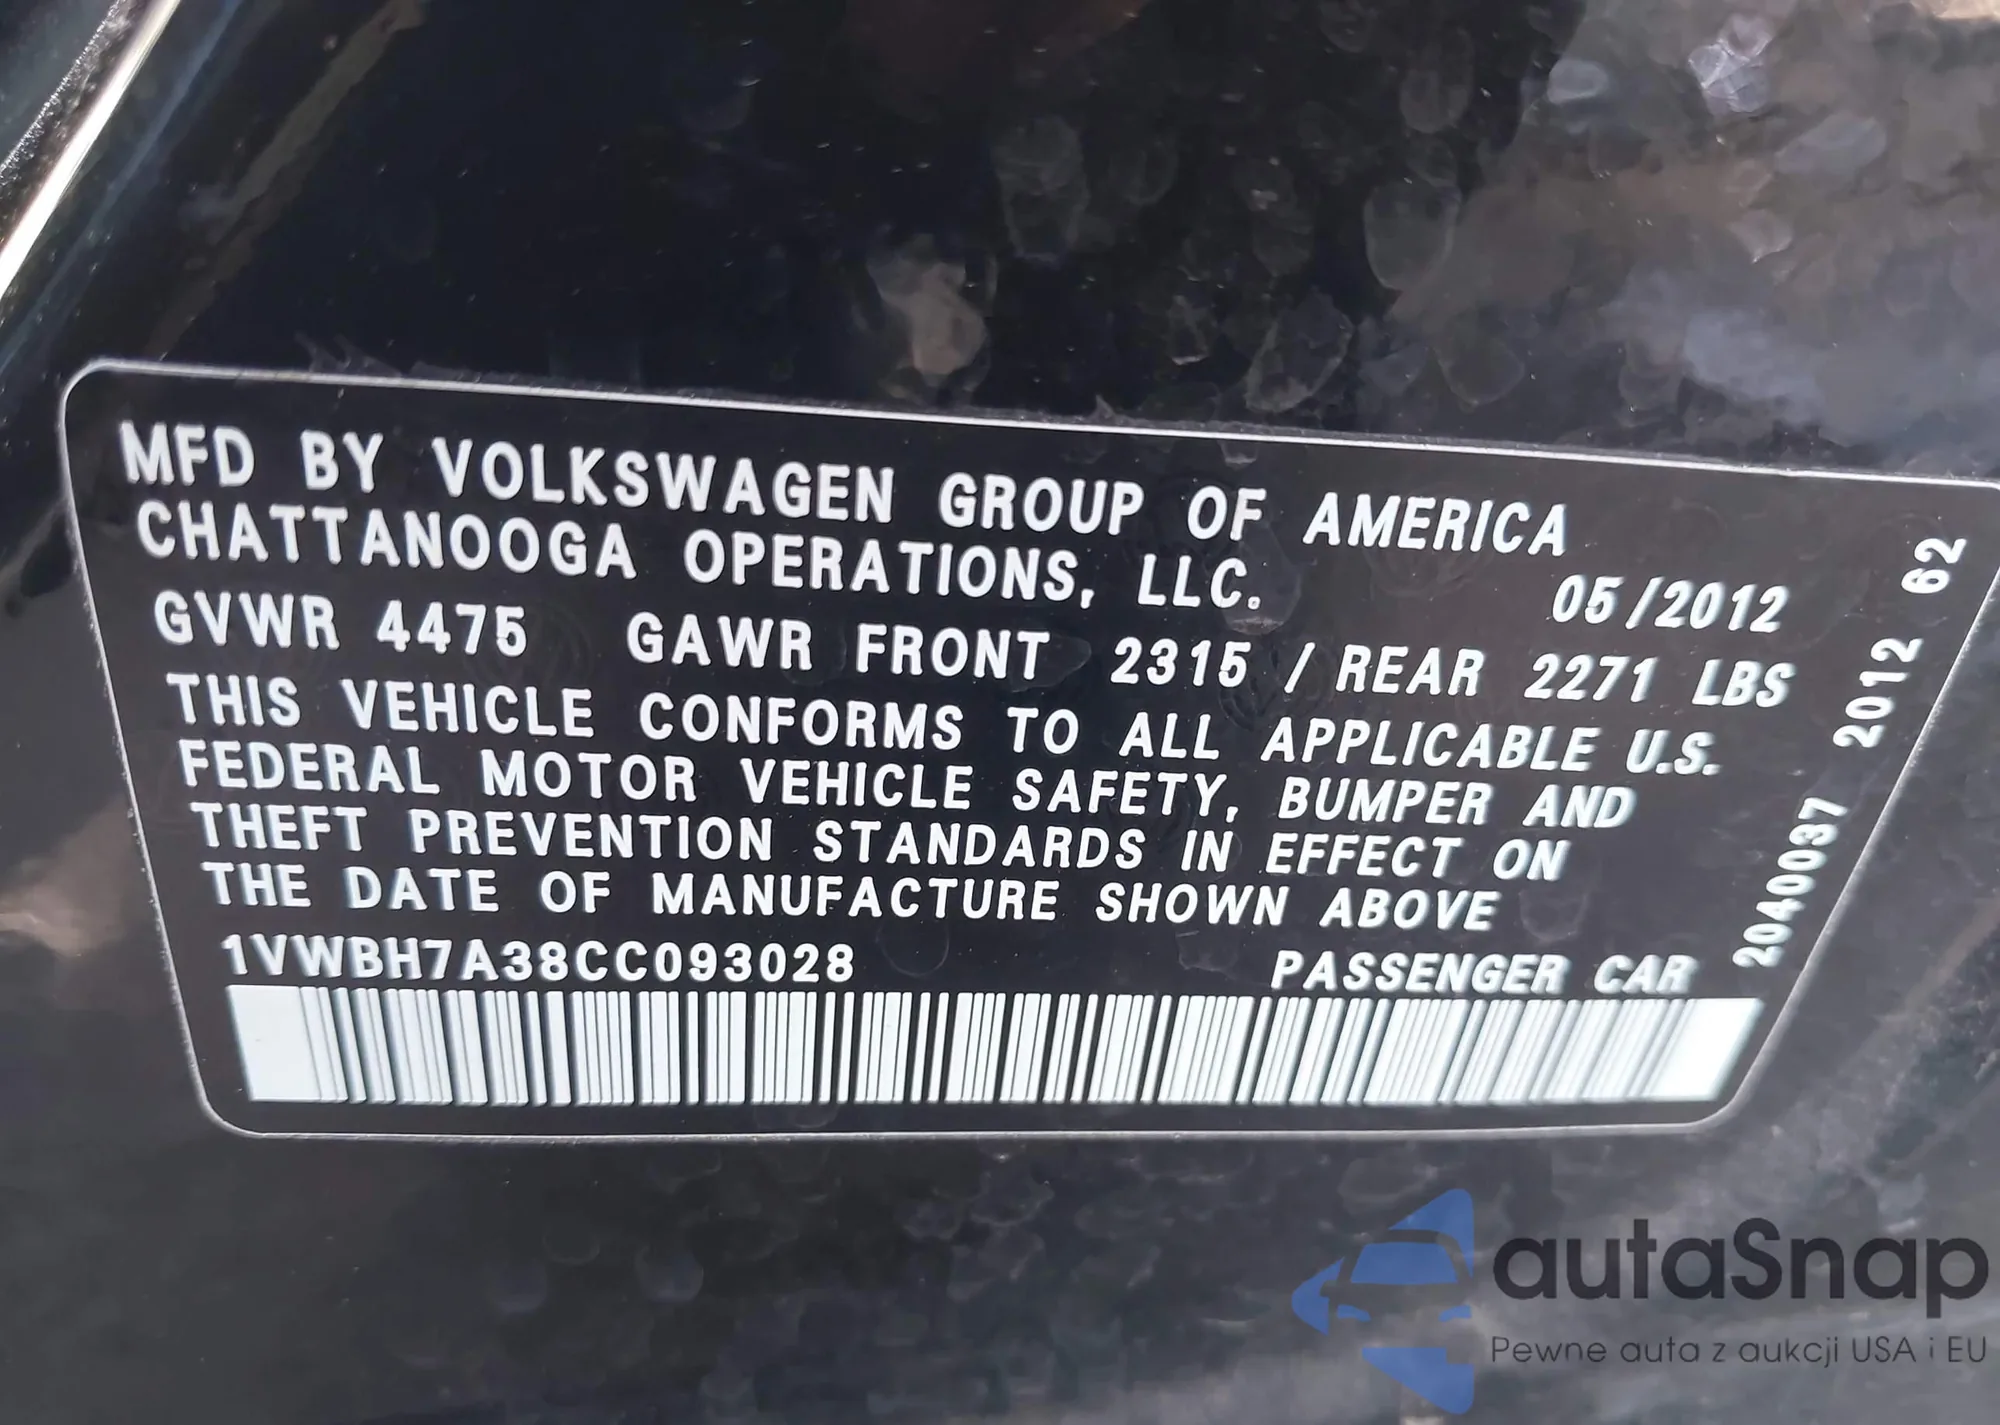 MFD BY VOLKSWAGEN GROUP OF AMERICA
CHATTANOOGA OPERATIONS, LLC.
05/2012
GVWR 4475 GAWR FRONT 2315 / REAR 2271 LBS
THIS VEHICLE CONFORMS TO ALL APPLICABLE U.S.
FEDERAL MOTOR VEHICLE SAFETY, BUMPER AND
THEFT PREVENTION STANDARDS IN EFFECT ON
THE DATE OF MANUFACTURE SHOWN ABOVE
1VWBH7A38CC093028 PASSENGER CAR
2040037 2012 62
autaSnap
Pewne auta z aukcji USA i EU